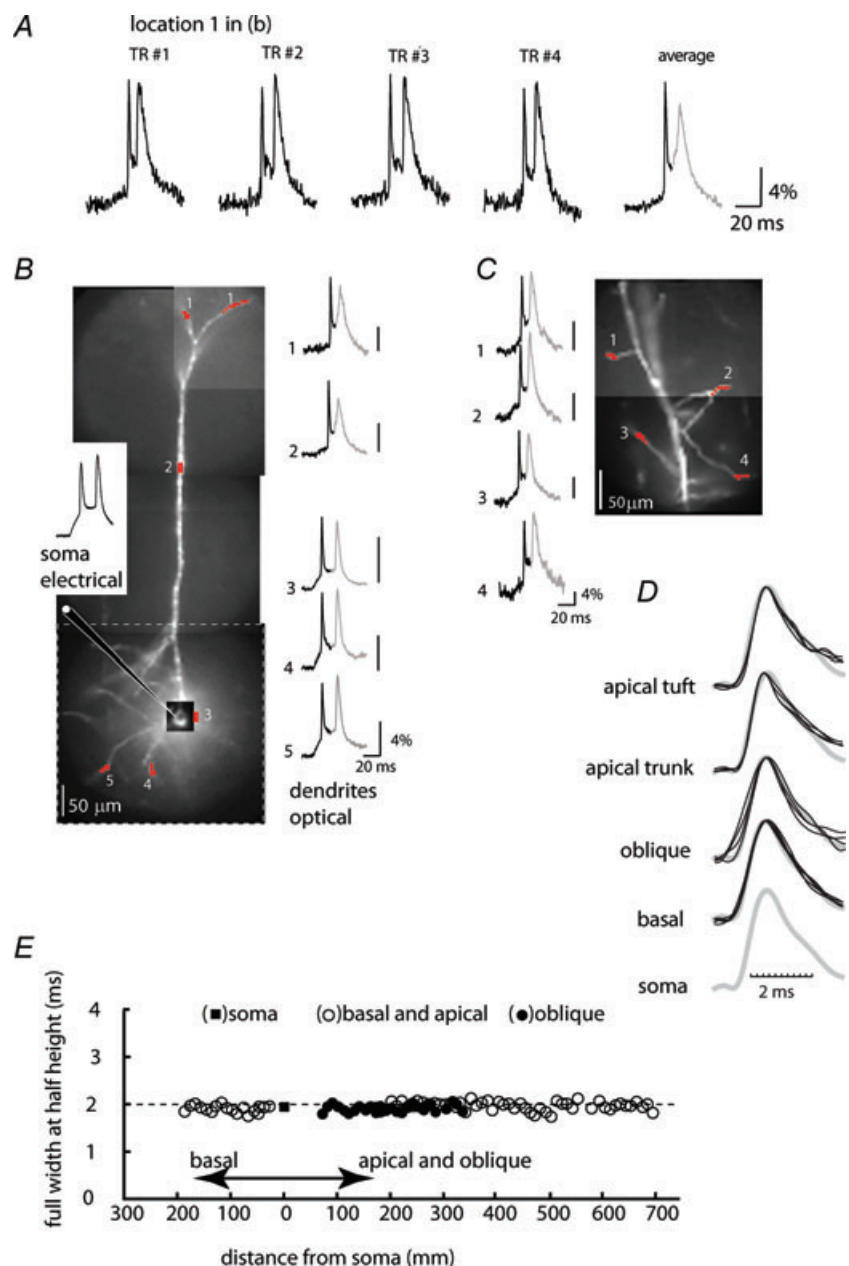 A
location 1 in (b)
TR #1
TR #2
TR #3
TR #4
average
4%
20 ms
B
1
1
2
3
4
5
soma
electrical
50 µm
1
2
3
4
5
4%
20 ms
dendrites
optical
C
1
2
3
4
4%
20 ms
1
2
3
4
50 µm
D
apical tuft
apical trunk
oblique
basal
soma
2 ms
E
full width at half height (ms)
4
3
2
1
0
(■)soma
(○)basal and apical
(●)oblique
basal
apical and oblique
300 200 100 0 100 200 300 400 500 600 700
distance from soma (mm)